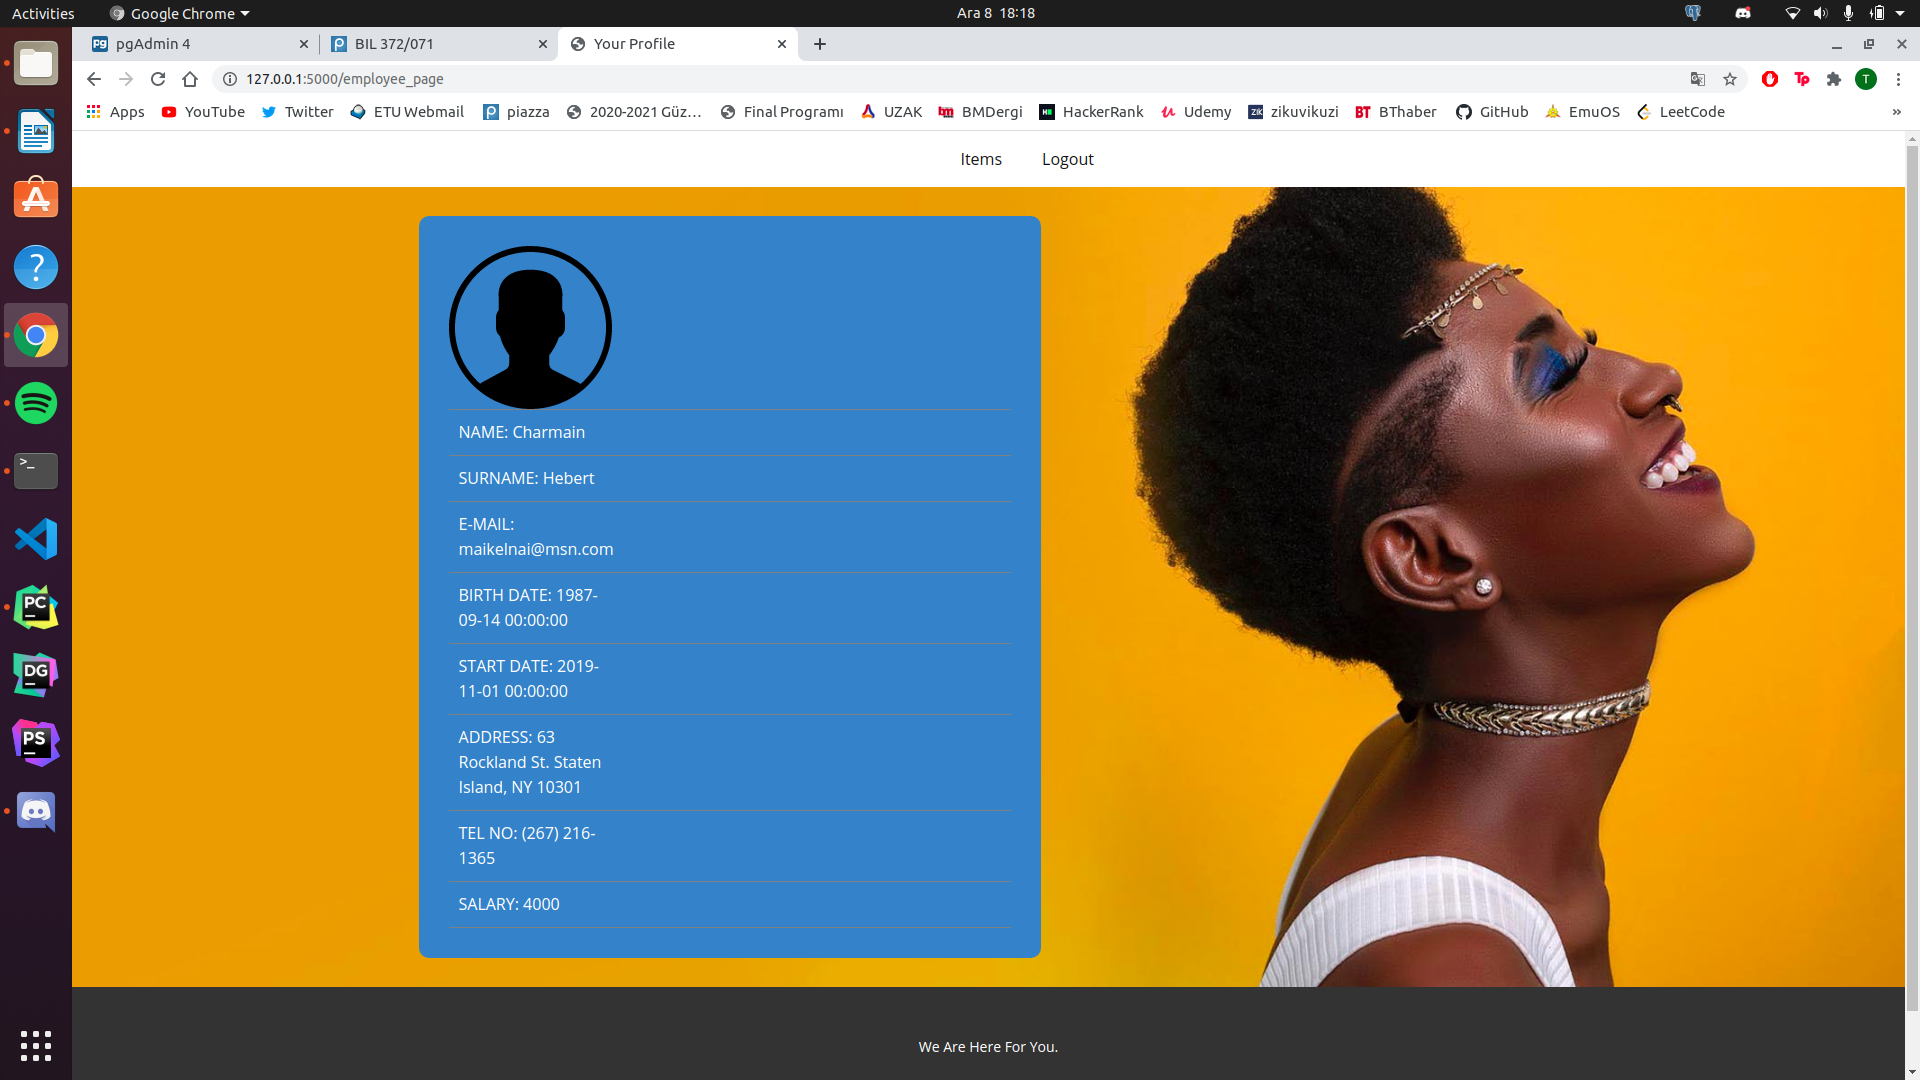 Activities
Google Chrome
Ara 8 18:18
pgAdmin 4
BIL 372/071
Your Profile
127.0.0.1:5000/employee_page
T
Apps
YouTube
Twitter
ETU Webmail
piazza
2020-2021 Güz...
Final Programı
UZAK
BMDergi
HackerRank
Udemy
zikuvikuzi
BThaber
GitHub
EmuOS
LeetCode
»
Items
Logout
NAME: Charmain
SURNAME: Hebert
E-MAIL:
maikelnai@msn.com
BIRTH DATE: 1987-
09-14 00:00:00
START DATE: 2019-
11-01 00:00:00
ADDRESS: 63
Rockland St. Staten
Island, NY 10301
TEL NO: (267) 216-
1365
SALARY: 4000
We Are Here For You.
PC
DG
PS